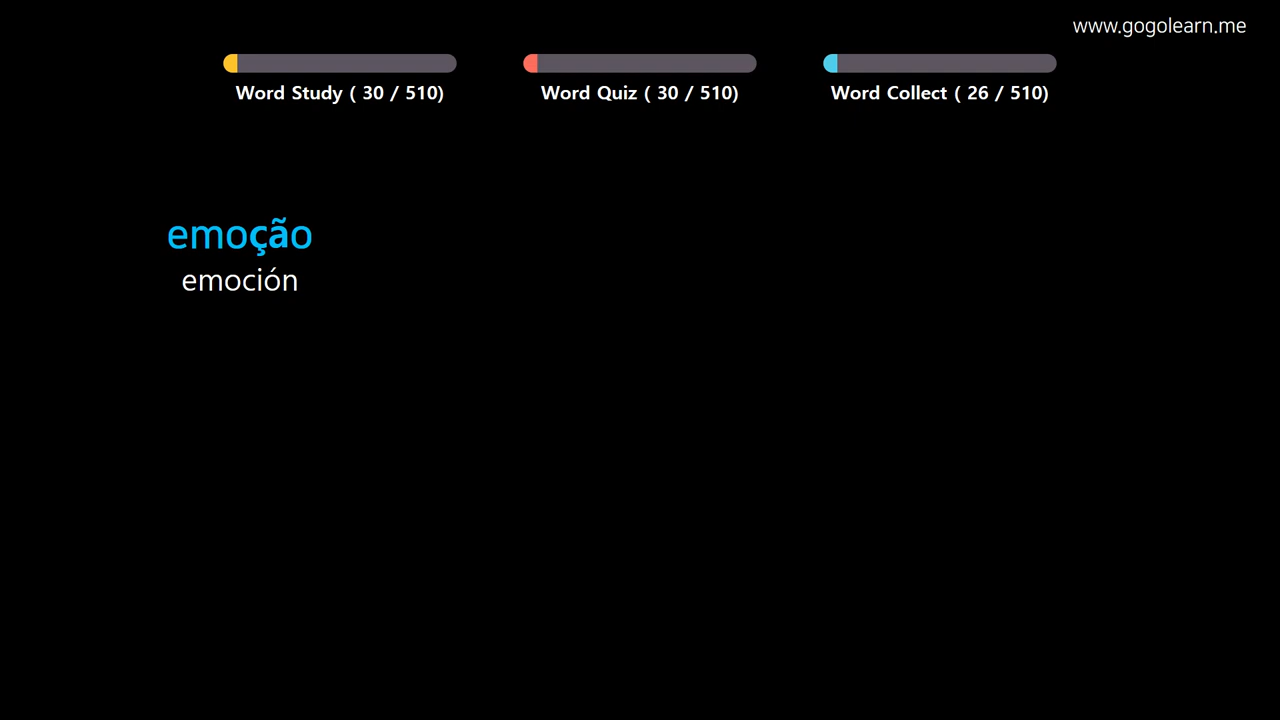 www.gogolearn.me
Word Study ( 30 / 510)
Word Quiz ( 30 / 510)
Word Collect ( 26 / 510)
emoção
emoción